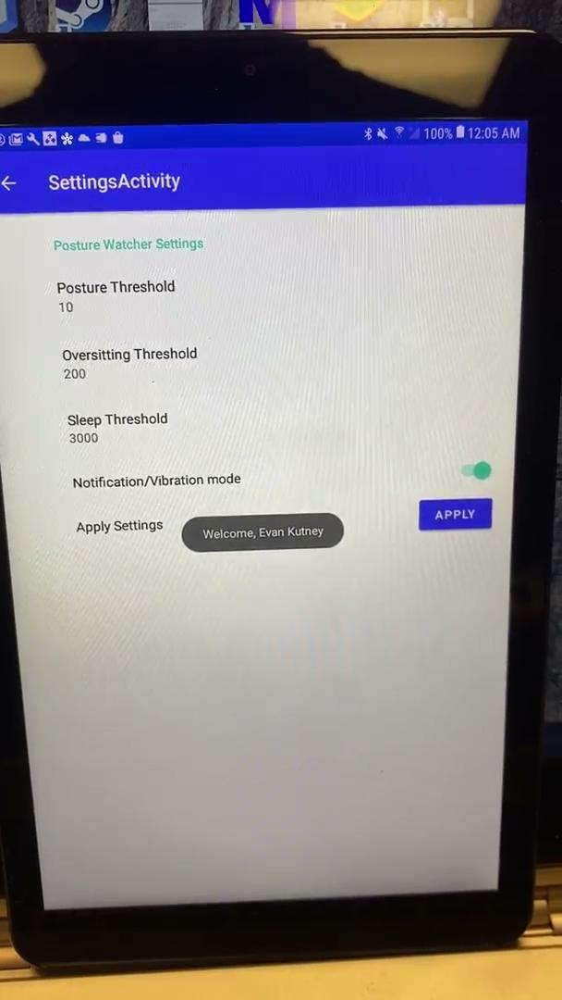 N
100% 12:05 AM
SettingsActivity
Posture Watcher Settings
Posture Threshold
10
Oversitting Threshold
200
Sleep Threshold
3000
Notification/Vibration mode
Apply Settings
Welcome, Evan Kutney
APPLY